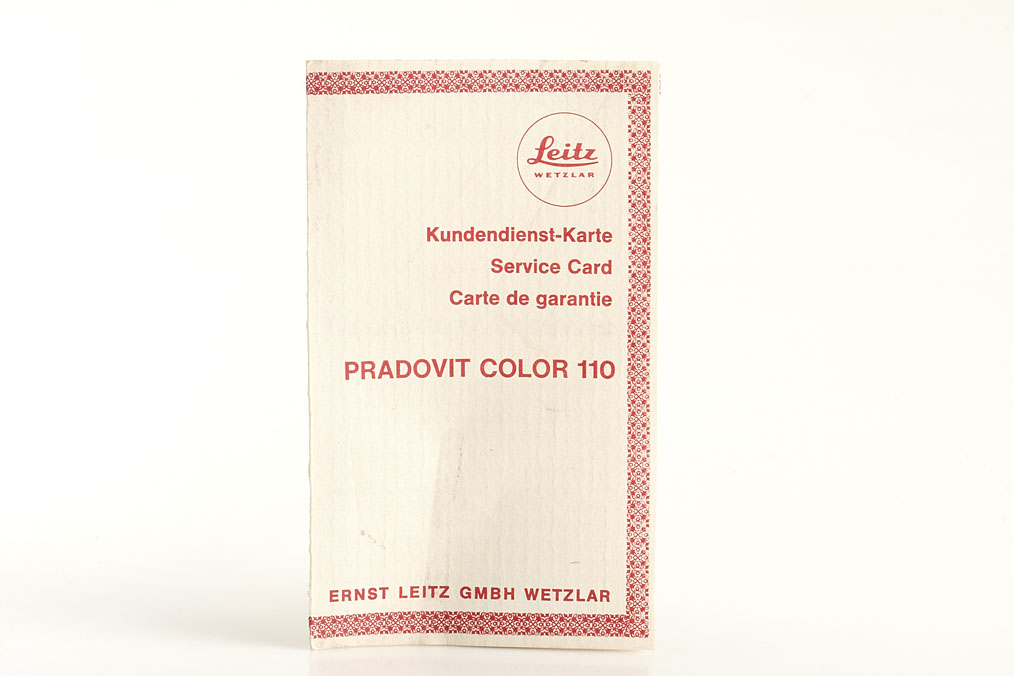 Leitz
WETZLAR
Kundendienst-Karte
Service Card
Carte de garantie
PRADOVIT COLOR 110
ERNST LEITZ GMBH WETZLAR